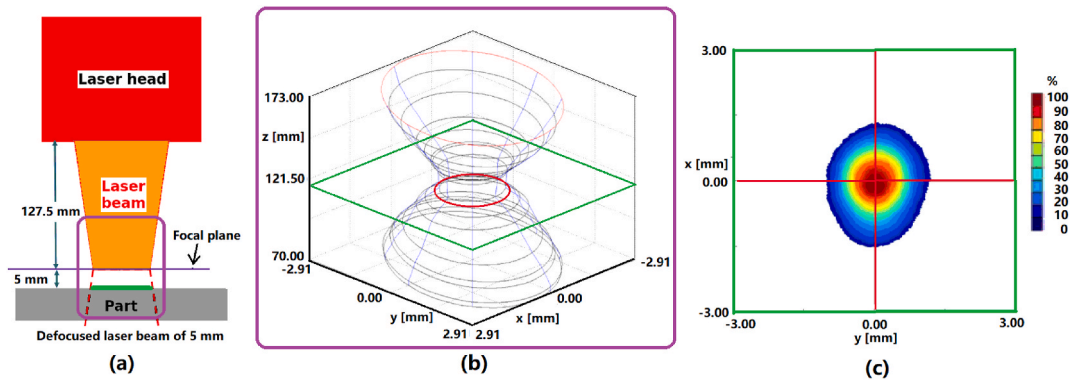 Laser head
Laser
beam
127.5 mm
Focal plane
5 mm
Part
Defocused laser beam of 5 mm
(a)
173.00
z [mm]
121.50
70.00
-2.91
0.00
y [mm]
2.91
2.91
x [mm]
0.00
-2.91
(b)
3.00
x [mm]
0.00
-3.00
-3.00
0.00
3.00
y [mm]
%
100
90
80
70
60
50
40
30
20
10
0
(c)